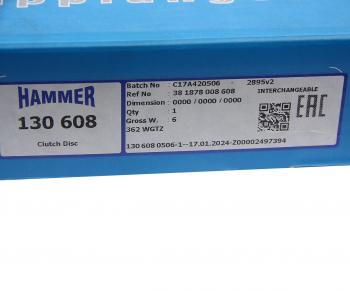 HAMMER
130 608
Clutch Disc
Batch No : C17A420506 2895v2
Ref No : 38 1878 008 608
Dimension : 0000 / 0000 / 0000
Qty : 1
Gross W. : 6
362 WGTZ
130 608 0506-1--17.01.2024-Z00002497394
INTERCHANGEABLE
EAC